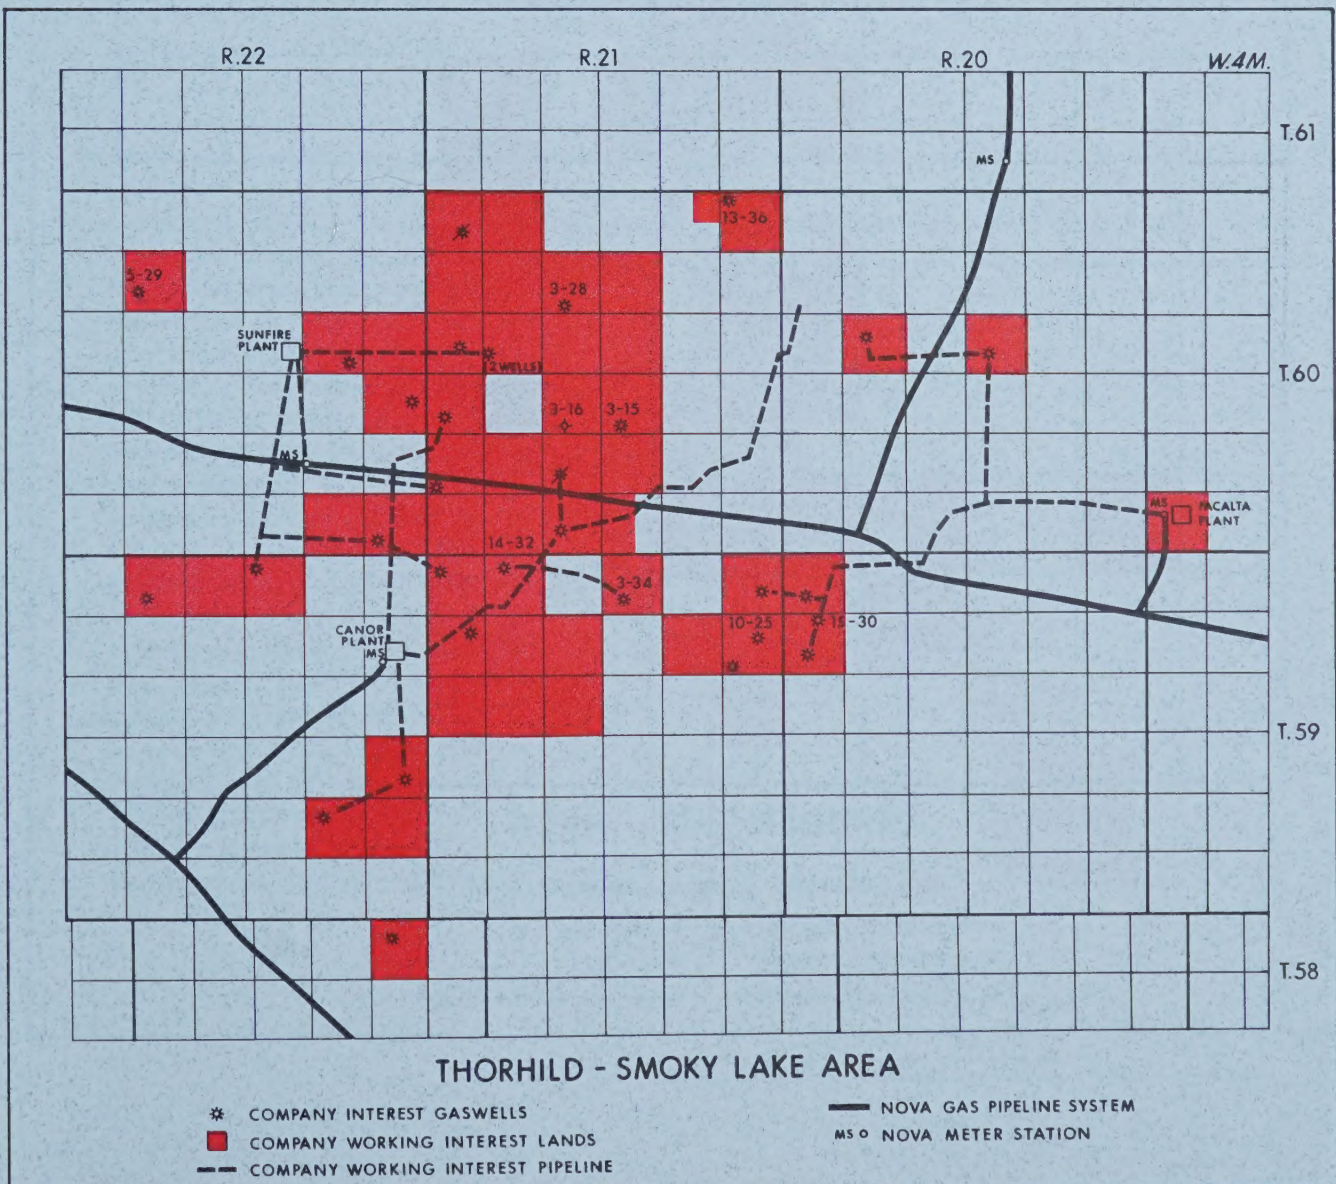 R.22
R.21
R.20
W.4M.
T.61
MS
13-36
5-29
3-28
SUNFIRE
PLANT
(2 WELLS)
T.60
3-16
3-15
MS
MS
PACALTA
PLANT
14-32
3-34
10-25
15-30
CANOR
PLANT
MS
T.59
T.58
THORHILD - SMOKY LAKE AREA
COMPANY INTEREST GASWELLS
COMPANY WORKING INTEREST LANDS
COMPANY WORKING INTEREST PIPELINE
NOVA GAS PIPELINE SYSTEM
MS NOVA METER STATION